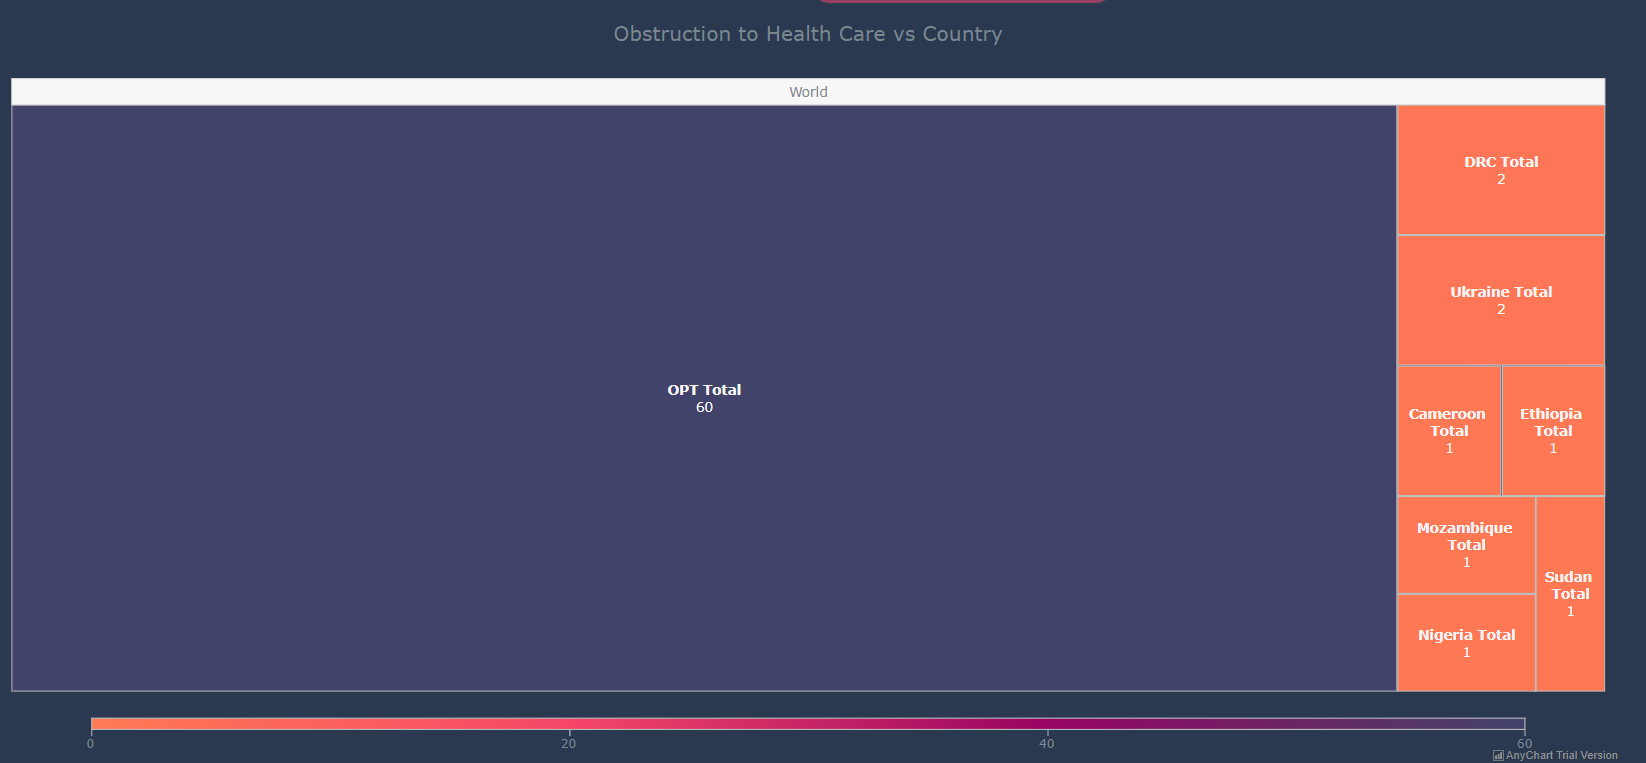 Obstruction to Health Care vs Country
World
OPT Total
60
DRC Total
2
Ukraine Total
2
Cameroon
Total
1
Ethiopia
Total
1
Mozambique
Total
1
Nigeria Total
1
Sudan
Total
1
0
20
40
60
AnyChart Trial Version